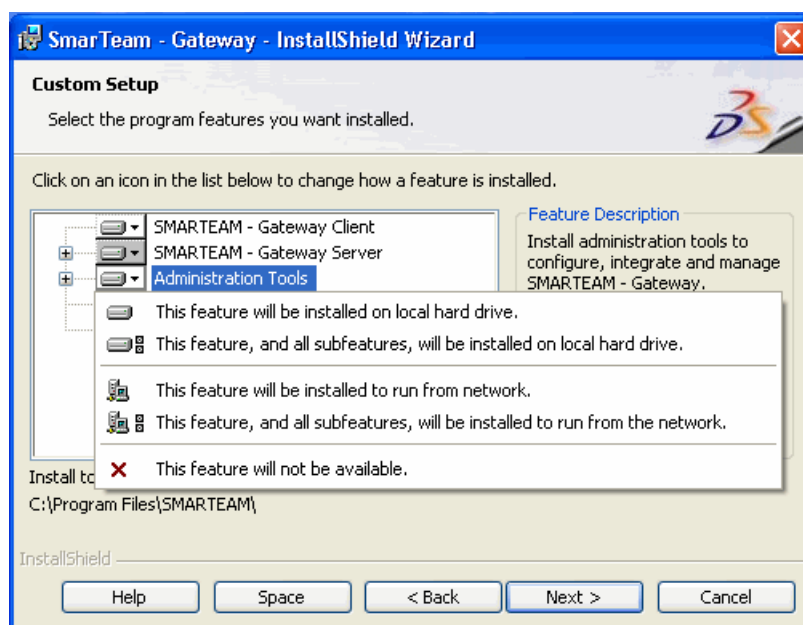 SmarTeam - Gateway - InstallShield Wizard
Custom Setup
Select the program features you want installed.
Click on an icon in the list below to change how a feature is installed.
SMARTEAM - Gateway Client
SMARTEAM - Gateway Server
Administration Tools
Feature Description
Install administration tools to
configure, integrate and manage
SMARTEAM - Gateway.
This feature will be installed on local hard drive.
This feature, and all subfeatures, will be installed on local hard drive.
This feature will be installed to run from network.
This feature, and all subfeatures, will be installed to run from the network.
This feature will not be available.
Install to
C:\Program Files\SMARTEAM\
InstallShield
Help
Space
< Back
Next >
Cancel